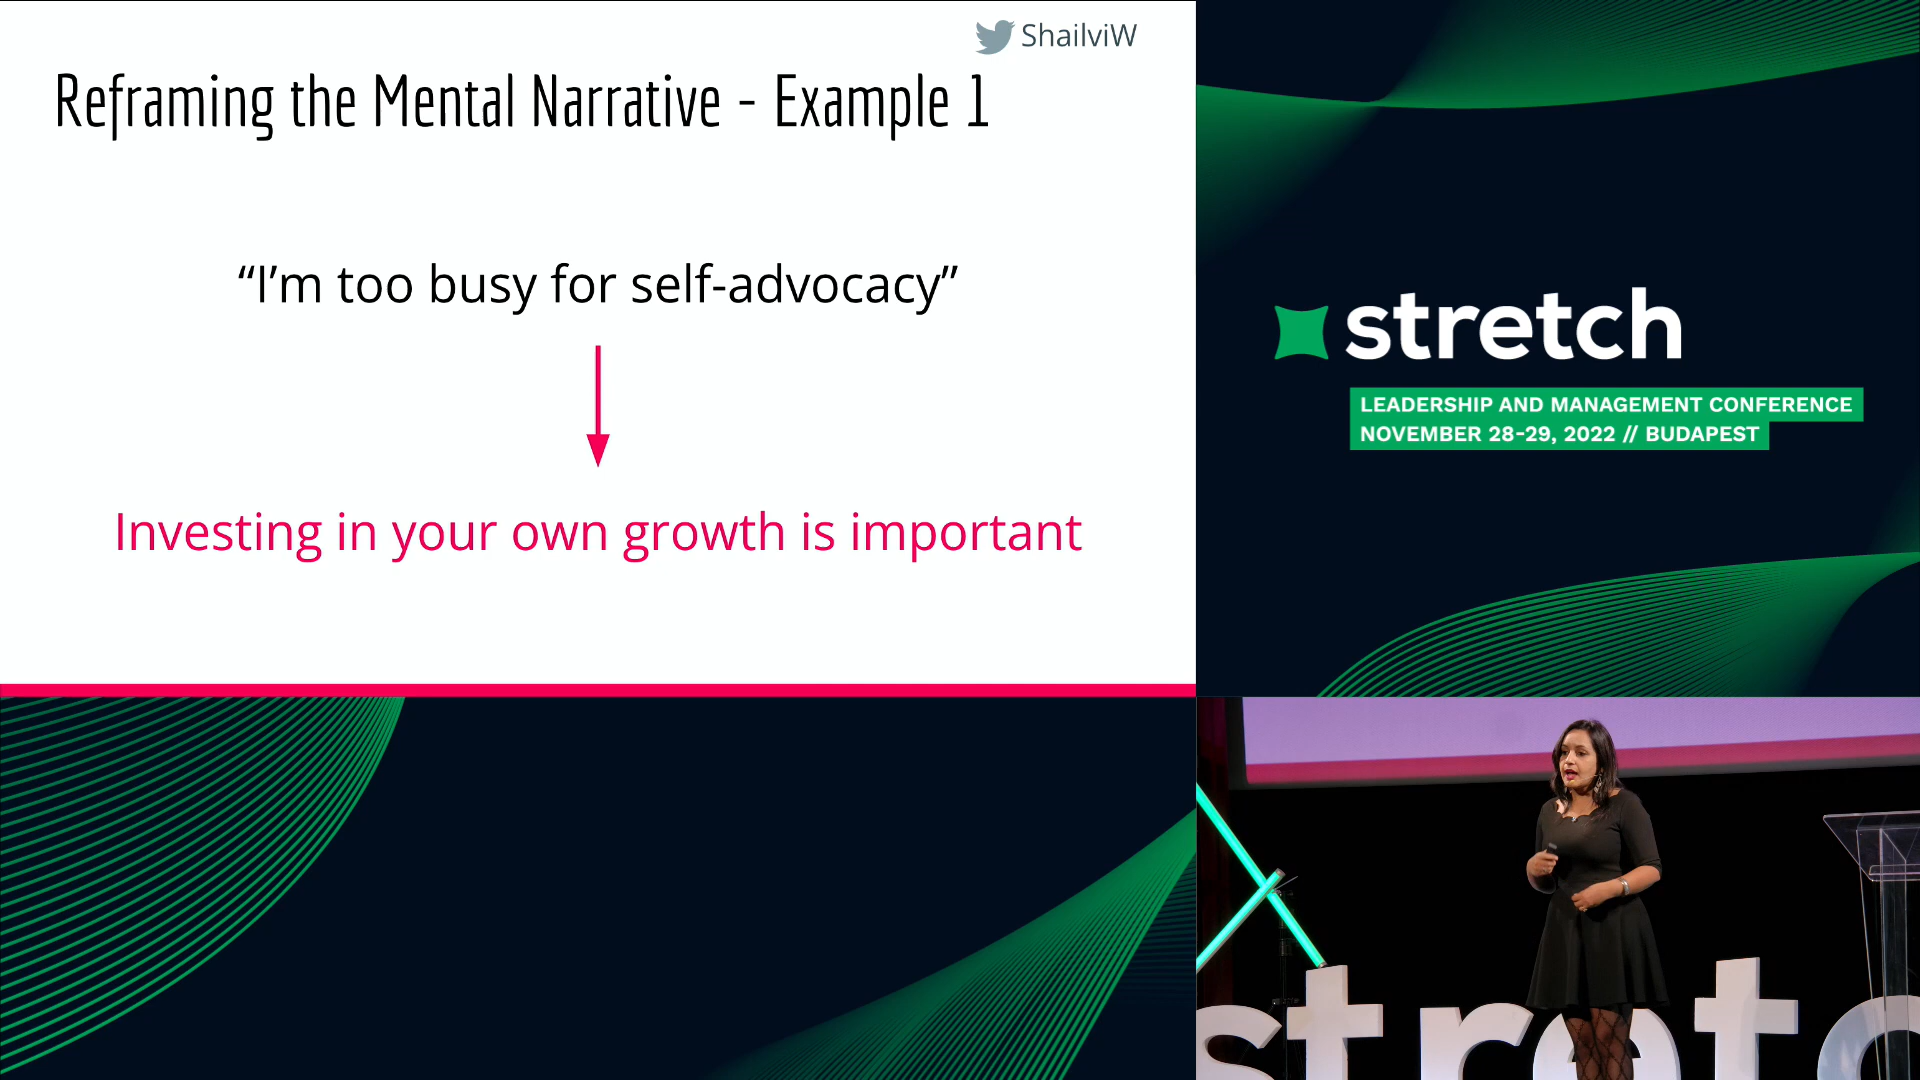 ShailviW
Reframing the Mental Narrative - Example 1
“I’m too busy for self-advocacy”
Investing in your own growth is important
stretch
LEADERSHIP AND MANAGEMENT CONFERENCE
NOVEMBER 28-29, 2022 // BUDAPEST
stretc